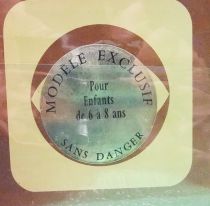 MODÈLE EXCLUSIF
Pour
Enfants
de 6 à 8 ans
SANS DANGER